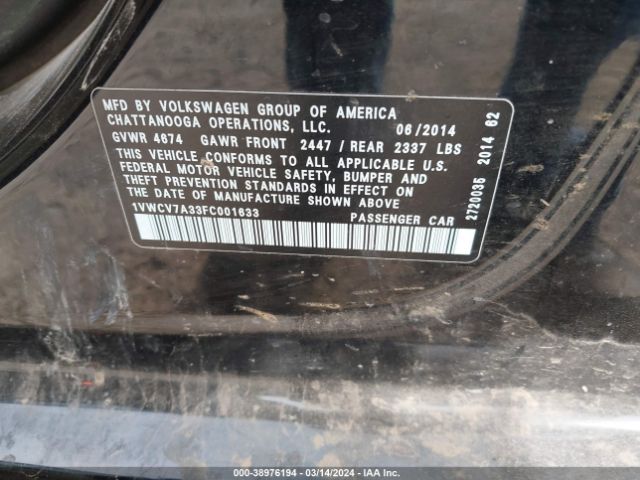 MFD BY VOLKSWAGEN GROUP OF AMERICA
CHATTANOOGA OPERATIONS, LLC. 06/2014
GVWR 4674 GAWR FRONT 2447 / REAR 2337 LBS
THIS VEHICLE CONFORMS TO ALL APPLICABLE U.S.
FEDERAL MOTOR VEHICLE SAFETY, BUMPER AND
THEFT PREVENTION STANDARDS IN EFFECT ON
THE DATE OF MANUFACTURE SHOWN ABOVE
1VWCV7A33FC001633 PASSENGER CAR
2720035 2014 62
000-38976194 - 03/14/2024 - IAA Inc.